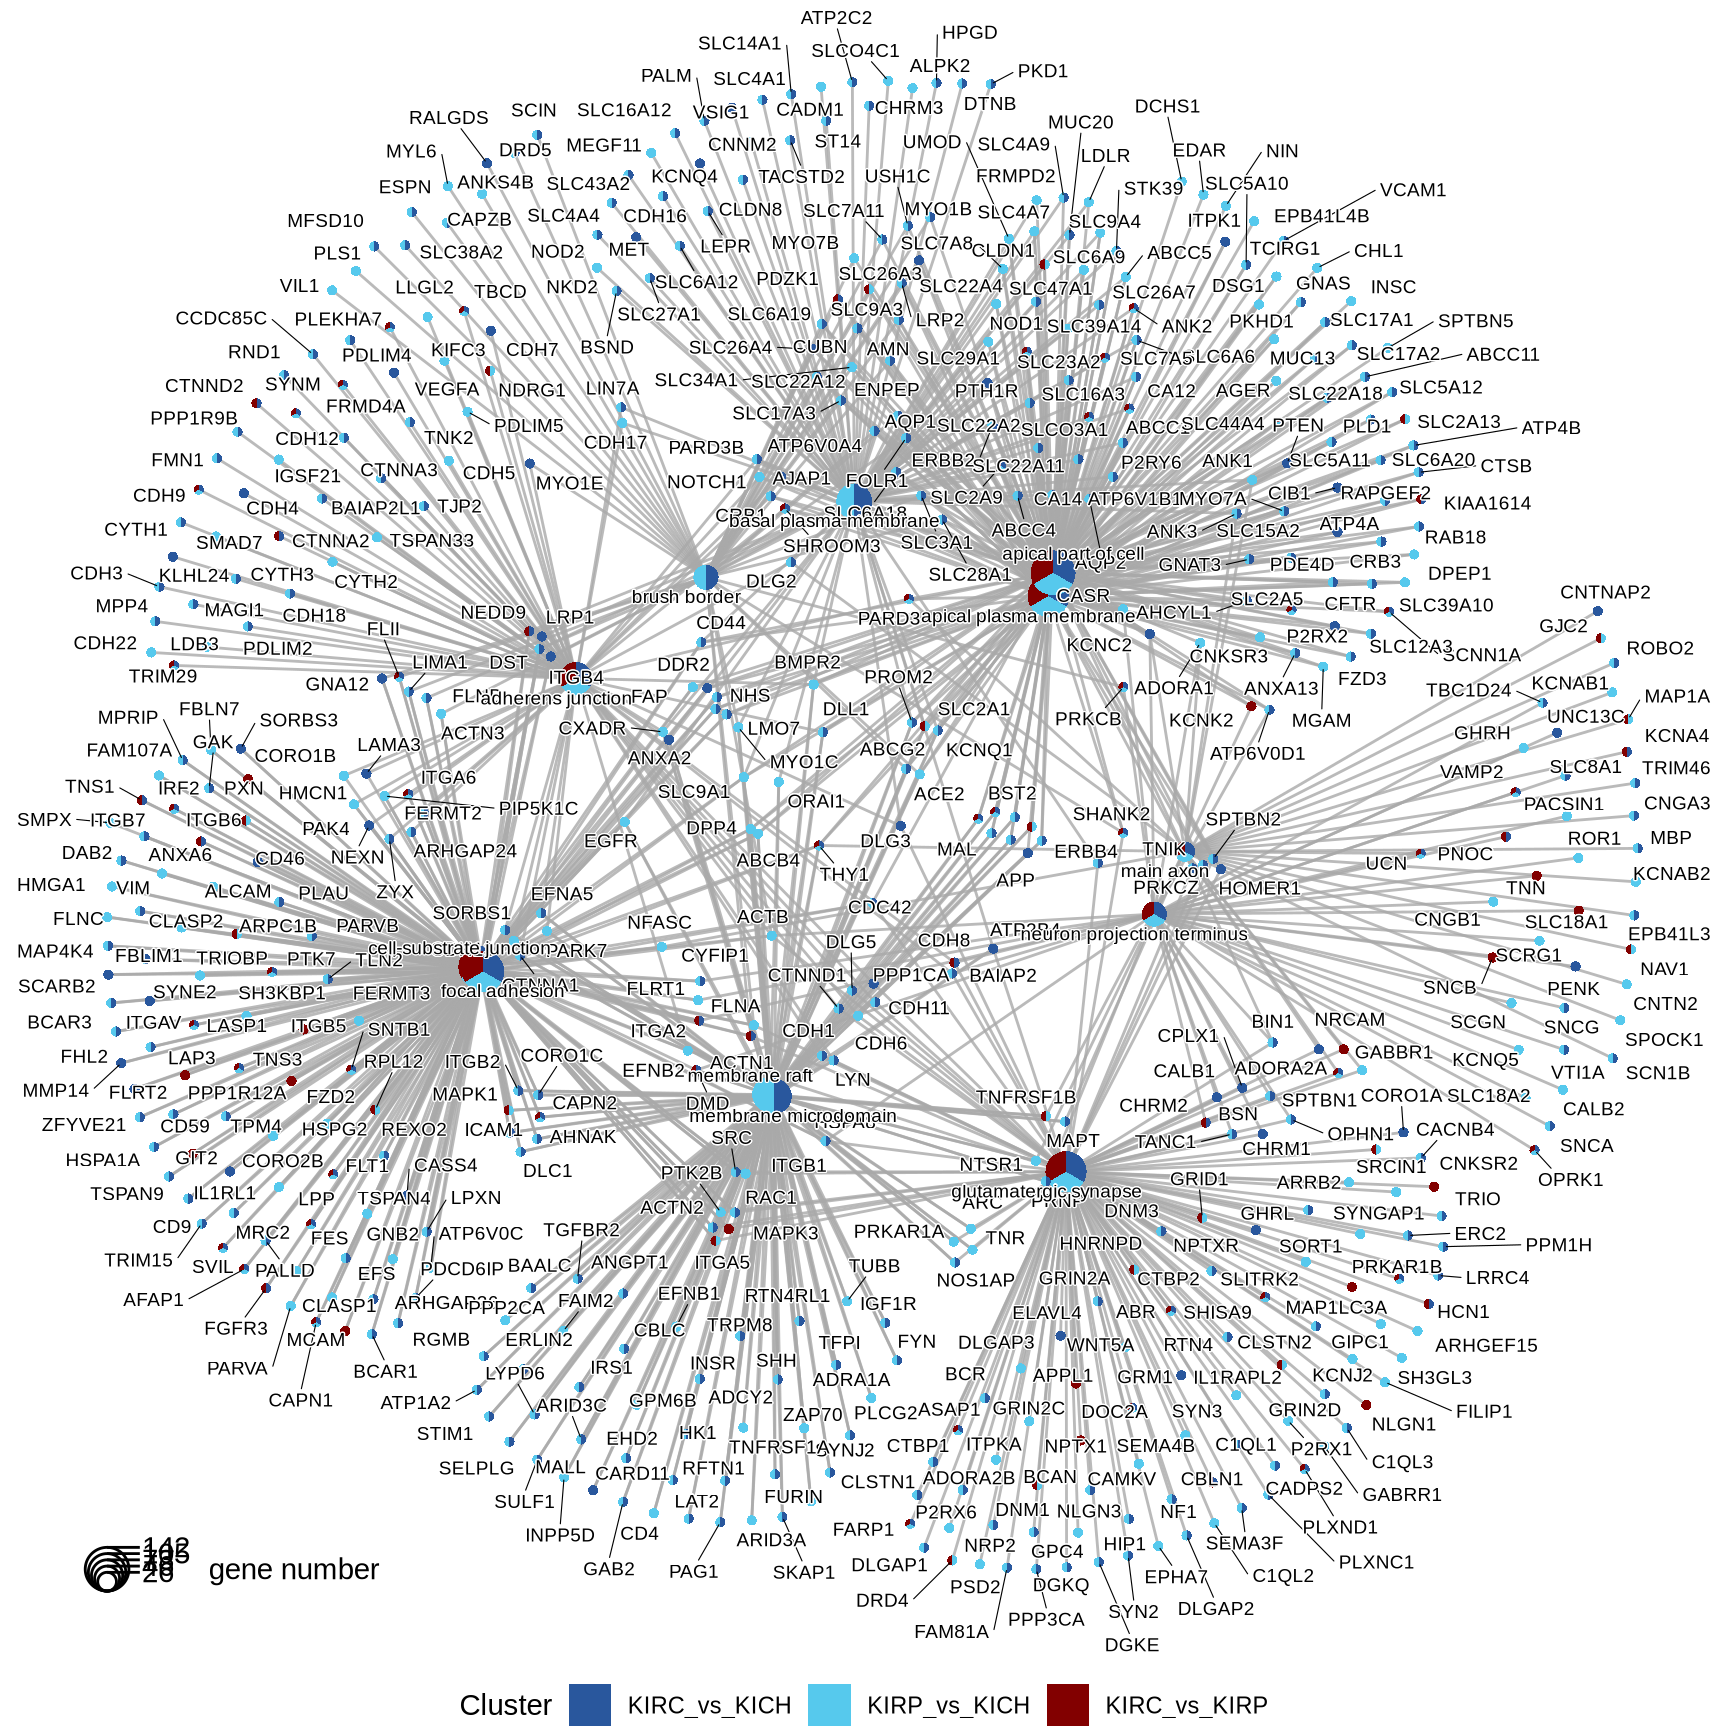 ATP2C2
HPGD
SLC14A1
SLCO4C1
ALPK2
PKD1
PALM
SLC4A1
SCIN
SLC16A12
VSIG1
CADM1
CHRM3
DTNB
DCHS1
RALGDS
MUC20
MYL6
DRD5
MEGF11
CNNM2
ST14
UMOD
SLC4A9
LDLR
EDAR
NIN
ESPN
ANKS4B
SLC43A2
KCNQ4
TACSTD2
USH1C
FRMPD2
STK39
SLC5A10
VCAM1
MFSD10
CAPZB
SLC4A4
CDH16
CLDN8
SLC7A11
MYO1B
SLC4A7
SLC9A4
ITPK1
EPB41L4B
PLS1
SLC38A2
NOD2
MET
LEPR
MYO7B
SLC7A8
CLDN1
SLC6A9
ABCC5
TCIRG1
CHL1
VIL1
LLGL2
TBCD
NKD2
SLC6A12
PDZK1
SLC26A3
SLC22A4
SLC47A1
SLC26A7
DSG1
GNAS
INSC
CCDC85C
PLEKHA7
SLC27A1
SLC6A19
SLC9A3
LRP2
NOD1
SLC39A14
ANK2
PKHD1
SLC17A1
SPTBN5
RND1
PDLIM4
KIFC3
CDH7
BSND
SLC26A4
CUBN
AMN
SLC29A1
SLC23A2
SLC7A5
SLC6A6
MUC13
SLC17A2
ABCC11
CTNND2
SYNM
VEGFA
NDRG1
LIN7A
SLC34A1
SLC22A12
ENPEP
PTH1R
SLC16A3
CA12
AGER
SLC22A18
SLC5A12
PPP1R9B
FRMD4A
PDLIM5
SLC17A3
AQP1
SLC22A2
SLCO3A1
ABCC1
SLC44A4
PTEN
PLD1
SLC2A13
ATP4B
FMN1
CDH12
TNK2
CDH17
PARD3B
ATP6V0A4
ERBB2
SLC22A11
P2RY6
ANK1
SLC5A11
SLC6A20
CTSB
IGSF21
CTNNA3
CDH5
MYO1E
NOTCH1
AJAP1
FOLR1
SLC2A9
CA14
ATP6V1B1
MYO7A
CIB1
RAPGEF2
KIAA1614
CDH9
CDH4
BAIAP2L1
TJP2
CRB1
SLC6A18
basal plasma membrane
ABCC4
ANK3
SLC15A2
ATP4A
RAB18
CYTH1
SMAD7
CTNNA2
TSPAN33
SHROOM3
SLC3A1
apical part of cell
AQP2
GNAT3
PDE4D
CRB3
DPEP1
CDH3
KLHL24
CYTH3
CYTH2
DLG2
SLC28A1
brush border
CASR
SLC2A5
CFTR
SLC39A10
CNTNAP2
MPP4
MAGI1
CDH18
NEDD9
LRP1
CD44
PARD3
apical plasma membrane
AHCYL1
P2RX2
SLC12A3
GJC2
CDH22
LDB3
PDLIM2
FLII
LIMA1
DST
DDR2
BMPR2
KCNC2
CNKSR3
SCNN1A
ROBO2
TRIM29
GNA12
ITGB4
adherens junction
FAP
NHS
PROM2
ADORA1
ANXA13
FZD3
TBC1D24
KCNAB1
MAP1A
MPRIP
FBLN7
SORBS3
CXADR
LMO7
DLL1
SLC2A1
PRKCB
KCNK2
MGAM
UNC13C
FAM107A
GAK
CORO1B
LAMA3
ACTN3
ANXA2
MYO1C
ABCG2
KCNQ1
ATP6V0D1
GHRH
KCNA4
TNS1
IRF2
PXN
HMCN1
ITGA6
PIP5K1C
SLC9A1
ORAI1
ACE2
BST2
VAMP2
SLC8A1
TRIM46
SMPX
ITGB7
ITGB6
PAK4
FERMT2
EGFR
DPP4
DLG3
SHANK2
SPTBN2
PACSIN1
CNGA3
DAB2
ANXA6
CD46
NEXN
ARHGAP24
ABCB4
THY1
MAL
ERBB4
TNIK
main axon
UCN
PNOC
ROR1
MBP
HMGA1
VIM
ALCAM
PLAU
ZYX
EFNA5
APP
PRKCZ
HOMER1
TNN
KCNAB2
FLNC
CLASP2
ARPC1B
PARVB
SORBS1
NFASC
ACTB
CDC42
neuron projection terminus
CNGB1
SLC18A1
EPB41L3
MAP4K4
FBLIM1
TRIOBP
PTK7
TLN2
cell-substrate junction
PARK7
CYFIP1
DLG5
CDH8
BAIAP2
SCRG1
NAV1
SCARB2
SYNE2
SH3KBP1
FERMT3
focal adhesion
CTNNA1
FLRT1
CTNND1
PPP1CA
SNCB
PENK
CNTN2
BCAR3
ITGAV
LASP1
ITGB5
SNTB1
ITGA2
FLNA
CDH1
CDH11
CPLX1
BIN1
NRCAM
SCGN
SNCG
SPOCK1
FHL2
LAP3
TNS3
RPL12
ITGB2
CORO1C
EFNB2
ACTN1
membrane raft
CDH6
LYN
CALB1
ADORA2A
GABBR1
KCNQ5
VTI1A
SCN1B
MMP14
FLRT2
PPP1R12A
FZD2
MAPK1
CAPN2
DMD
membrane microdomain
TNFRSF1B
CHRM2
BSN
SPTBN1
CORO1A
SLC18A2
CALB2
ZFYVE21
CD59
TPM4
HSPG2
REXO2
ICAM1
AHNAK
SRC
MAPT
TANC1
CHRM1
OPHN1
CACNB4
SNCA
HSPA1A
GIT2
CORO2B
FLT1
CASS4
DLC1
PTK2B
ITGB1
NTSR1
glutamatergic synapse
GRID1
ARRB2
SRCIN1
CNKSR2
OPRK1
TSPAN9
IL1RL1
LPP
TSPAN4
LPXN
ACTN2
RAC1
ARC
PRNP
DNM3
GHRL
SYNGAP1
TRIO
CD9
MRC2
FES
GNB2
ATP6V0C
TGFBR2
MAPK3
PRKAR1A
TNR
HNRNPD
NPTXR
SORT1
ERC2
PPM1H
TRIM15
SVIL
PALLD
EFS
PDCD6IP
BAALC
ANGPT1
ITGA5
TUBB
NOS1AP
GRIN2A
CTBP2
SLITRK2
PRKAR1B
LRRC4
AFAP1
CLASP1
PPP2CA
FAIM2
EFNB1
RTN4RL1
IGF1R
ELAVL4
ABR
SHISA9
MAP1LC3A
HCN1
FGFR3
MCAM
RGMB
ERLIN2
CBLC
TRPM8
TFPI
FYN
DLGAP3
WNT5A
RTN4
CLSTN2
GIPC1
ARHGEF15
PARVA
BCAR1
LYPD6
IRS1
INSR
SHH
ADRA1A
BCR
APPL1
GRM1
IL1RAPL2
KCNJ2
SH3GL3
CAPN1
ATP1A2
ARID3C
GPM6B
ADCY2
ZAP70
PLCG2
ASAP1
GRIN2C
DOC2A
SYN3
GRIN2D
NLGN1
FILIP1
STIM1
EHD2
HK1
TNFRSF1A
SYNJ2
CTBP1
ITPKA
NPTX1
SEMA4B
C1QL1
P2RX1
C1QL3
SELPLG
MALL
CARD11
RFTN1
CLSTN1
ADORA2B
BCAN
CAMKV
CBLN1
CADPS2
GABRR1
SULF1
LAT2
FURIN
P2RX6
DNM1
NLGN3
NF1
PLXND1
INPP5D
CD4
ARID3A
FARP1
NRP2
GPC4
HIP1
SEMA3F
PLXNC1
GAB2
PAG1
SKAP1
DLGAP1
PSD2
DGKQ
EPHA7
C1QL2
DRD4
PPP3CA
SYN2
DLGAP2
FAM81A
DGKE
142
26
gene number
Cluster
KIRC_vs_KICH
KIRP_vs_KICH
KIRC_vs_KIRP